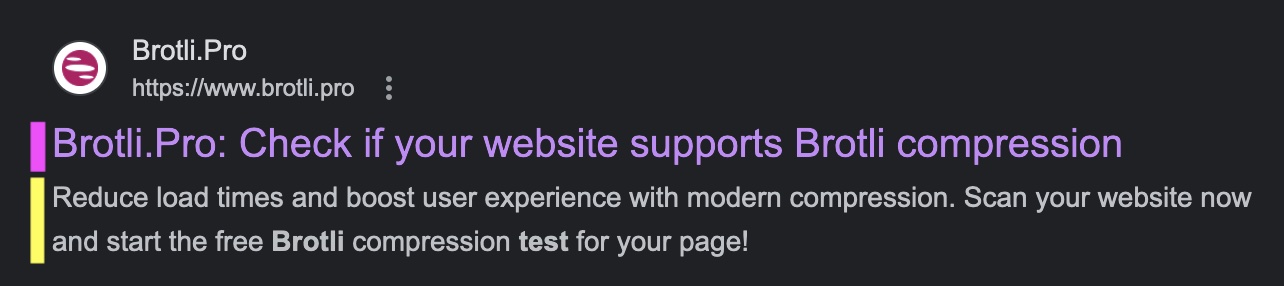 Brotli.Pro
https://www.brotli.pro
Brotli.Pro: Check if your website supports Brotli compression
Reduce load times and boost user experience with modern compression. Scan your website now
and start the free Brotli compression test for your page!